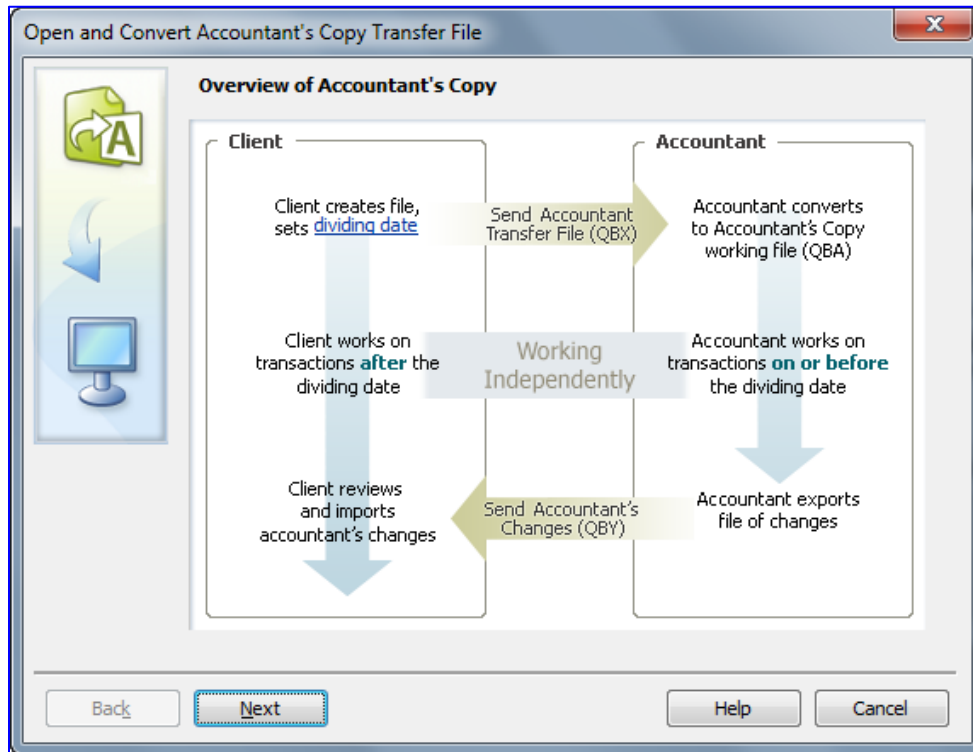 Open and Convert Accountant's Copy Transfer File
Overview of Accountant's Copy
Client
Accountant
Client creates file,
sets dividing date
Send Accountant
Transfer File (QBX)
Accountant converts
to Accountant's Copy
working file (QBA)
Client works on
transactions after the
dividing date
Working
Independently
Accountant works on
transactions on or before
the dividing date
Client reviews
and imports
accountant's changes
Send Accountant's
Changes (QBY)
Accountant exports
file of changes
Back
Next
Help
Cancel